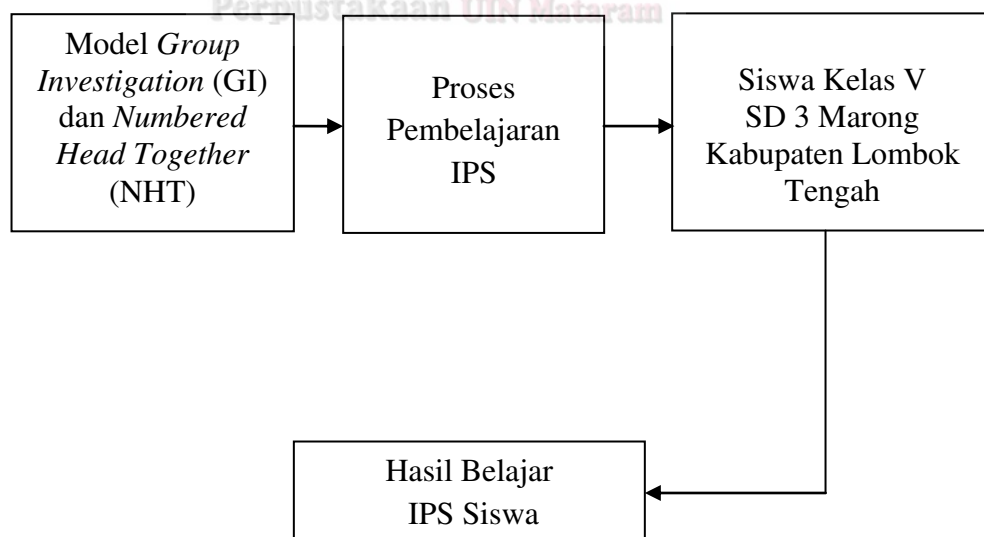 Perpustakaan UIN Mataram
Model Group
Investigation (GI)
dan Numbered
Head Together
(NHT)
Proses
Pembelajaran
IPS
Siswa Kelas V
SD 3 Marong
Kabupaten Lombok
Tengah
Hasil Belajar
IPS Siswa